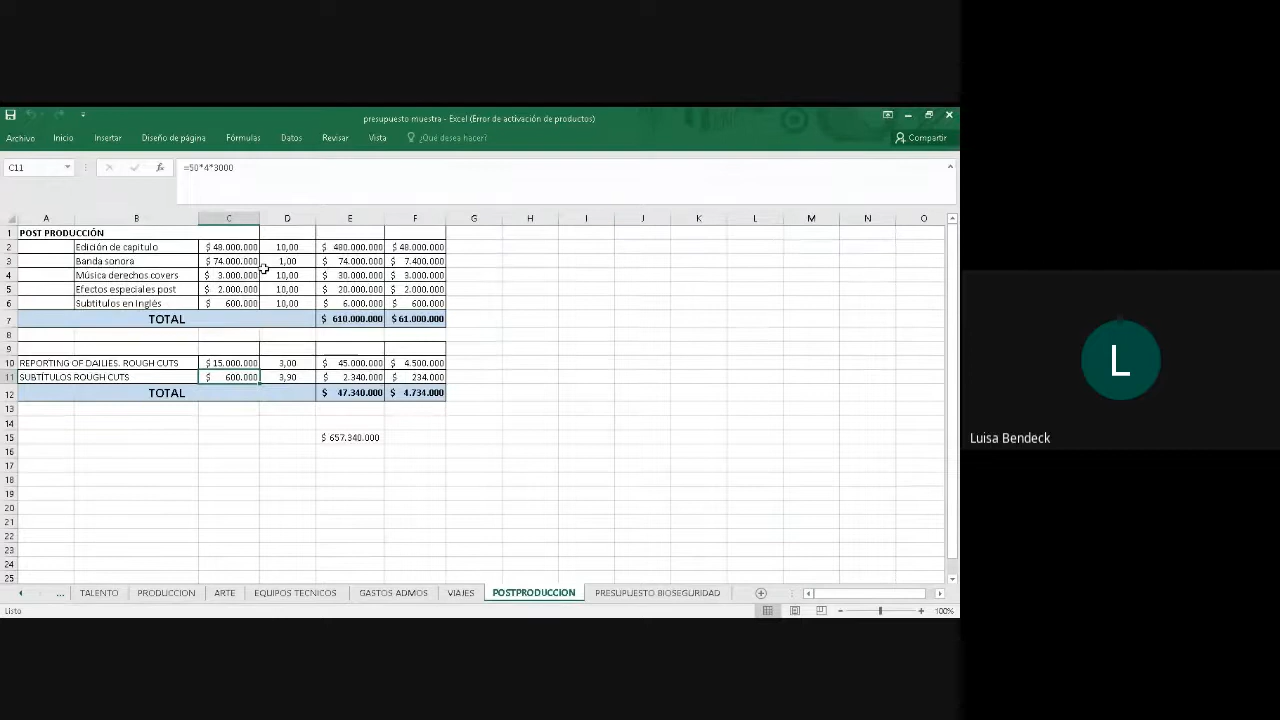 presupuesto muestra - Excel (Error de activación de productos)
Archivo Inicio Insertar Diseño de página Fórmulas Datos Revisar Vista ¿Qué desea hacer? Compartir
C11 fx =50*4*3000
A B C D E F G H I J K L M N O
1 POST PRODUCCIÓN
2 Edición de capitulo $ 48.000.000 10,00 $ 480.000.000 $ 48.000.000
3 Banda sonora $ 74.000.000 1,00 $ 74.000.000 $ 7.400.000
4 Música derechos covers $ 3.000.000 10,00 $ 30.000.000 $ 3.000.000
5 Efectos especiales post $ 2.000.000 10,00 $ 20.000.000 $ 2.000.000
6 Subtitulos en Inglés $ 600.000 10,00 $ 6.000.000 $ 600.000
7 TOTAL $ 610.000.000 $ 61.000.000
8
9
10 REPORTING OF DAILIES. ROUGH CUTS $ 15.000.000 3,00 $ 45.000.000 $ 4.500.000
11 SUBTÍTULOS ROUGH CUTS $ 600.000 3,90 $ 2.340.000 $ 234.000
12 TOTAL $ 47.340.000 $ 4.734.000
13
14
15 $ 657.340.000
16
17
18
19
20
21
22
23
24
25
... TALENTO PRODUCCION ARTE EQUIPOS TECNICOS GASTOS ADMOS VIAJES POSTPRODUCCION PRESUPUESTO BIOSEGURIDAD
Listo 100%
L
Luisa Bendeck